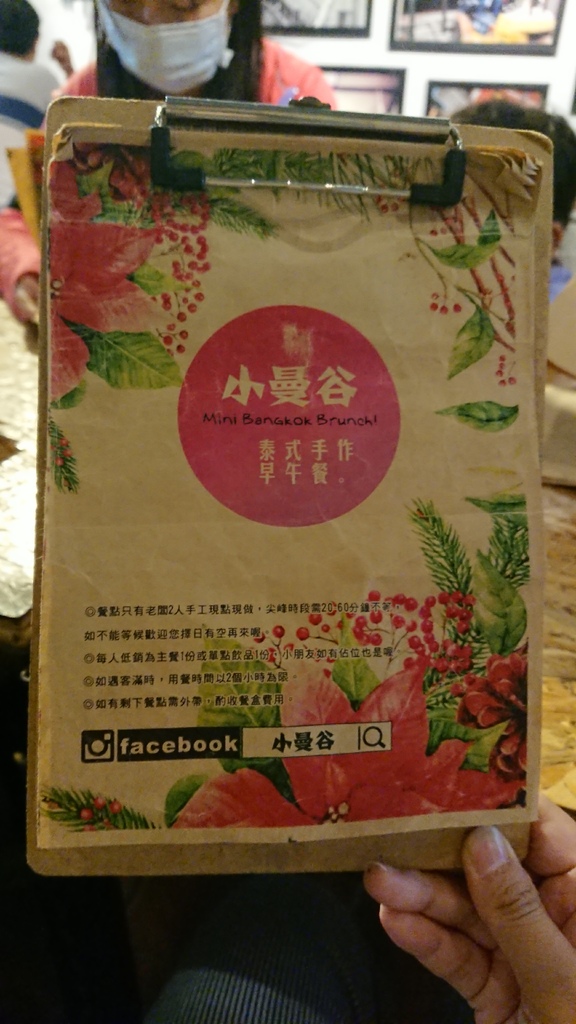 小曼谷
Mini Bangkok Brunch!
泰式手作
早午餐。
◎餐點只有老闆2人手工現點現做，尖峰時段需20-60分鐘不等，
如不能等候歡迎您擇日有空再來喔。
◎每人低銷為主餐1份或單點飲品1份，小朋友如有佔位也是喔
◎如遇客滿時，用餐時間以2個小時為限。
◎如有剩下餐點需外帶，酌收餐盒費用。
facebook 小曼谷